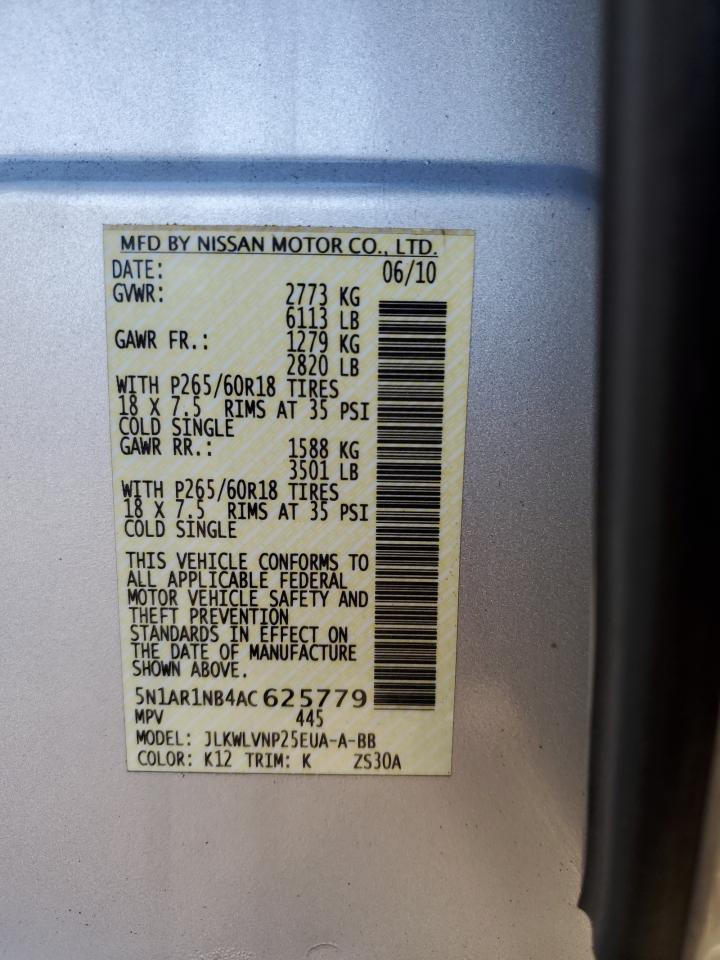 MFD BY NISSAN MOTOR CO., LTD.
DATE: 06/10
GVWR: 2773 KG
6113 LB
GAWR FR.: 1279 KG
2820 LB
WITH P265/60R18 TIRES
18 X 7.5 RIMS AT 35 PSI
COLD SINGLE
GAWR RR.: 1588 KG
3501 LB
WITH P265/60R18 TIRES
18 X 7.5 RIMS AT 35 PSI
COLD SINGLE
THIS VEHICLE CONFORMS TO
ALL APPLICABLE FEDERAL
MOTOR VEHICLE SAFETY AND
THEFT PREVENTION
STANDARDS IN EFFECT ON
THE DATE OF MANUFACTURE
SHOWN ABOVE.
5N1AR1NB4AC625779
MPV 445
MODEL: JLKWLVNP25EUA-A-BB
COLOR: K12 TRIM: K ZS30A